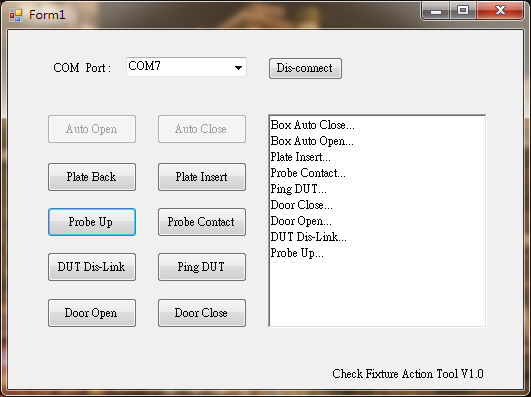 Form1
COM Port :
COM7
Dis-connect
Auto Open
Auto Close
Plate Back
Plate Insert
Probe Up
Probe Contact
DUT Dis-Link
Ping DUT
Door Open
Door Close
Box Auto Close...
Box Auto Open...
Plate Insert...
Probe Contact...
Ping DUT...
Door Close...
Door Open...
DUT Dis-Link...
Probe Up...
Check Fixture Action Tool V1.0